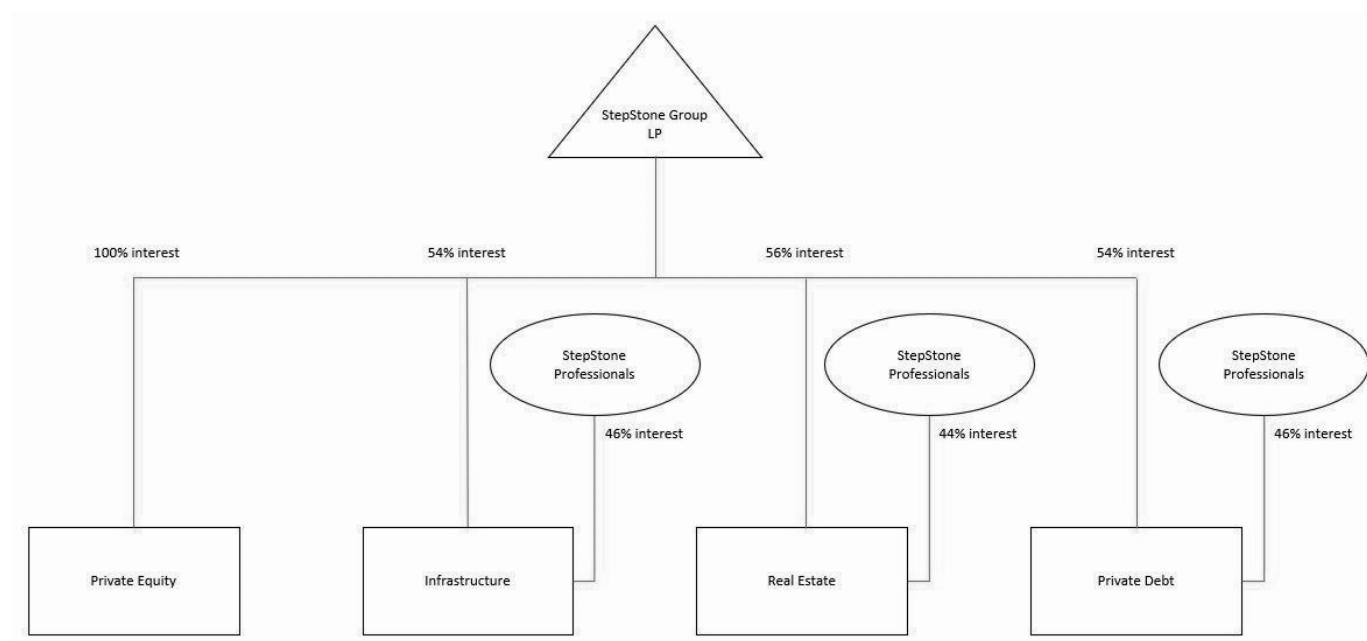 StepStone Group
LP
100% interest
54% interest
56% interest
54% interest
StepStone
Professionals
StepStone
Professionals
StepStone
Professionals
46% interest
44% interest
46% interest
Private Equity
Infrastructure
Real Estate
Private Debt